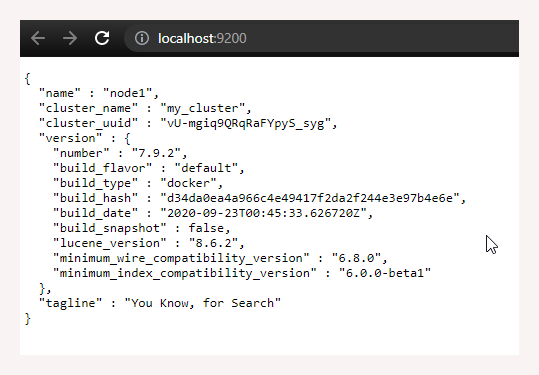 localhost:9200
{
  "name" : "node1",
  "cluster_name" : "my_cluster",
  "cluster_uuid" : "vU-mgiq9QRqRaFYpyS_syg",
  "version" : {
    "number" : "7.9.2",
    "build_flavor" : "default",
    "build_type" : "docker",
    "build_hash" : "d34da0ea4a966c4e49417f2da2f244e3e97b4e6e",
    "build_date" : "2020-09-23T00:45:33.626720Z",
    "build_snapshot" : false,
    "lucene_version" : "8.6.2",
    "minimum_wire_compatibility_version" : "6.8.0",
    "minimum_index_compatibility_version" : "6.0.0-beta1"
  },
  "tagline" : "You Know, for Search"
}